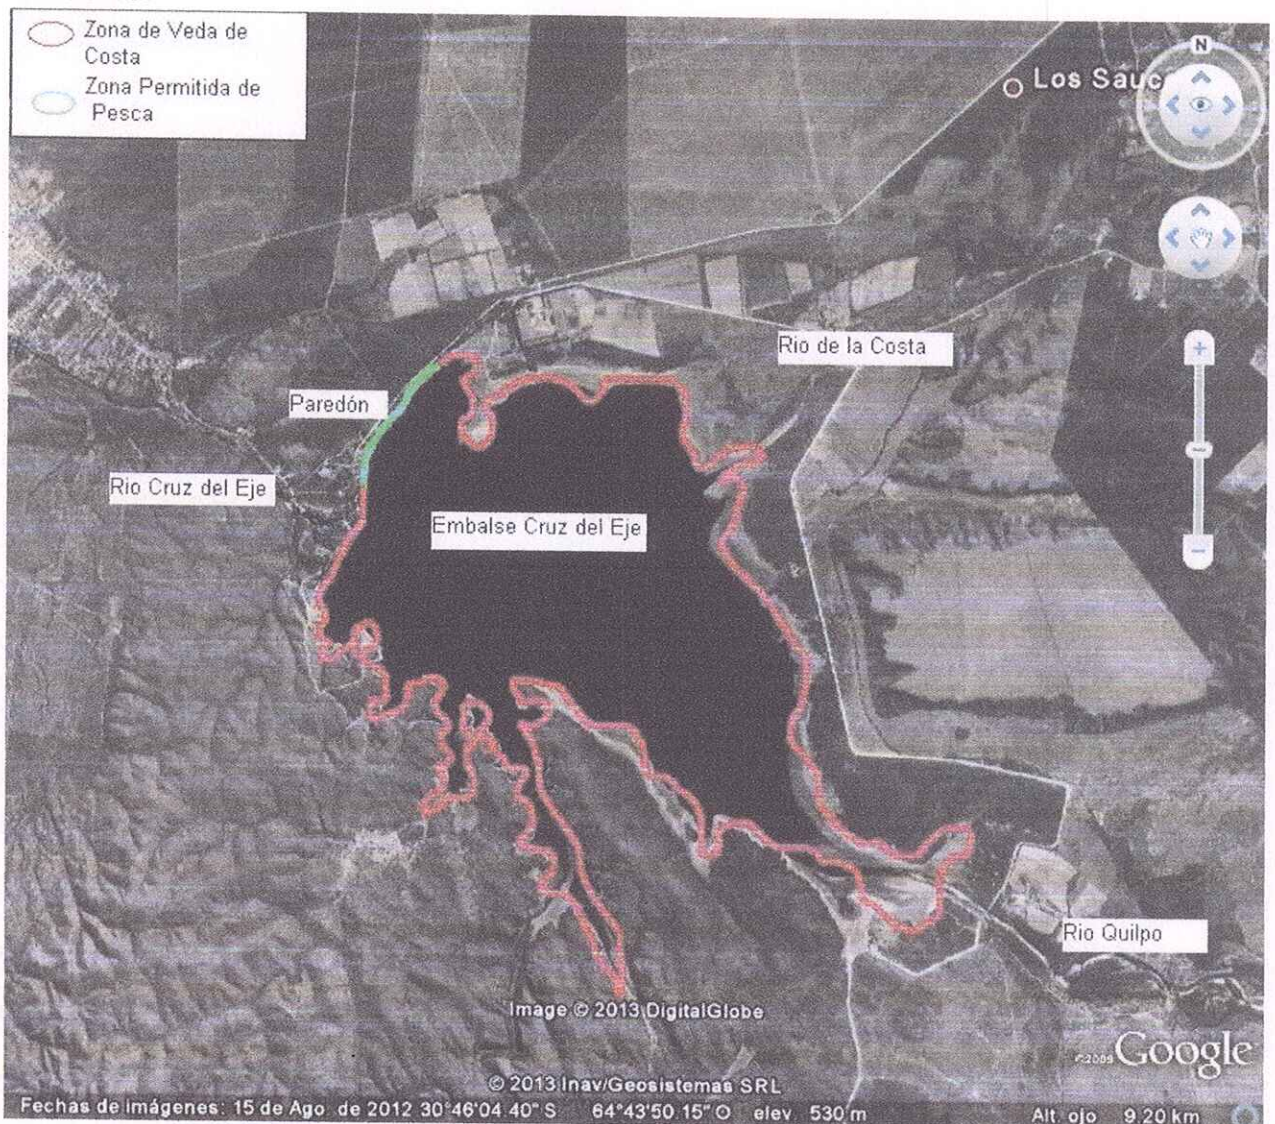 Zona de Veda de
Costa
Zona Permitida de
Pesca
N
Los
Rio de la Costa
Paredón
Rio Cruz del Eje
Embalse Cruz del Eje
Rio Quilpo
Image © 2013 DigitalGlobe
©2009 Google
© 2013 Inav/Geosistemas SRL
Fechas de imágenes: 15 de Ago de 2012 30°46'04 40" S 64°43'50 15" O elev. 530 m Alt. ojo 9.20 km